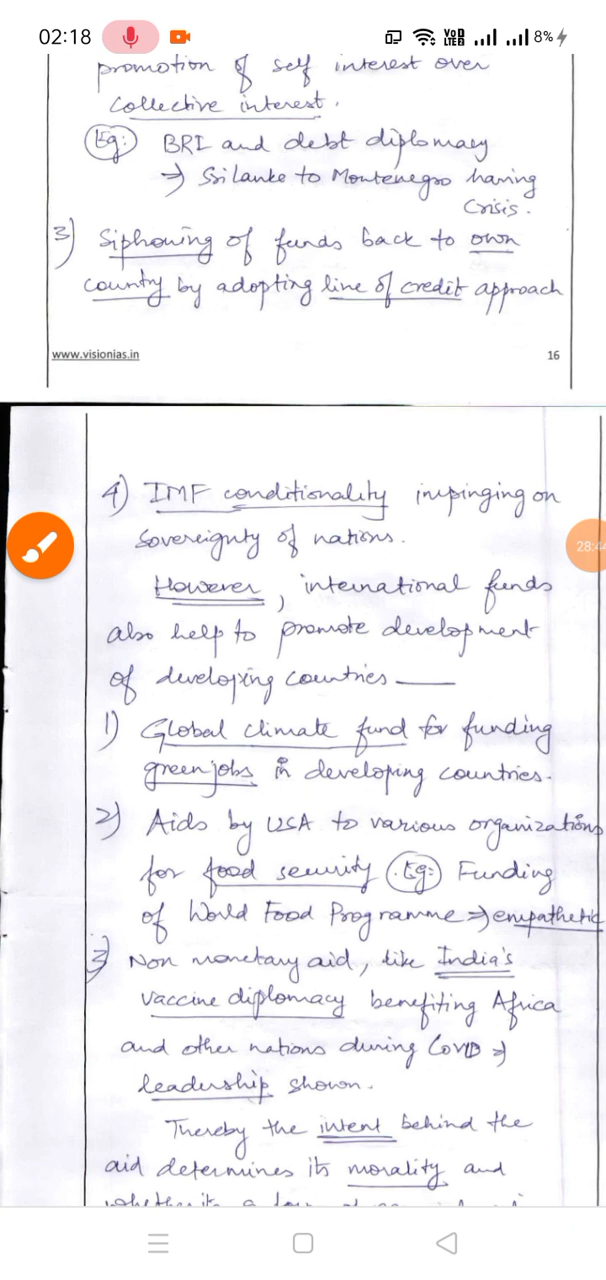 02:18
VoD
LTE2
8%
promotion of self interest over
collective interest.
Eg: BRI and debt diplomacy
→ Sri Lanke to Montenegro having
Crisis.
3) Siphoning of funds back to own
country by adopting line of credit approach
www.visionias.in
16
4) IMF conditionality impinging on
Sovereignty of nations.
However, international funds
also help to promote development
of developing countries —
1) Global climate fund for funding
green jobs in developing countries.
2) Aids by USA to various organizations
for food security Eg: Funding
of World Food Programme ⇒ empathetic
3) Non monetary aid, like India's
vaccine diplomacy benefiting Africa
and other nations during Covid ⇒
leadership shown.
Thereby the intent behind the
aid determines its morality and